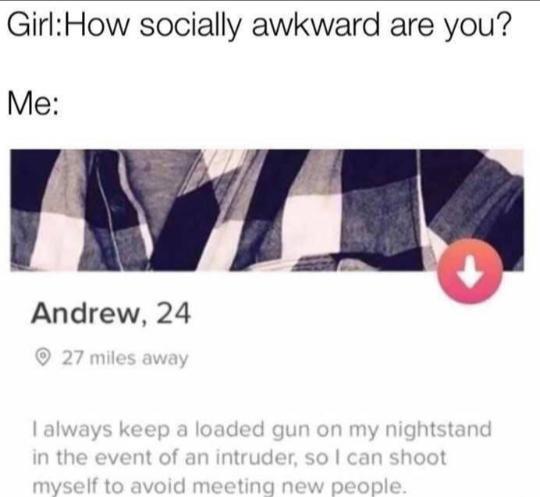 Girl:How socially awkward are you?
Me:
Andrew, 24
27 miles away
I always keep a loaded gun on my nightstand
in the event of an intruder, so I can shoot
myself to avoid meeting new people.